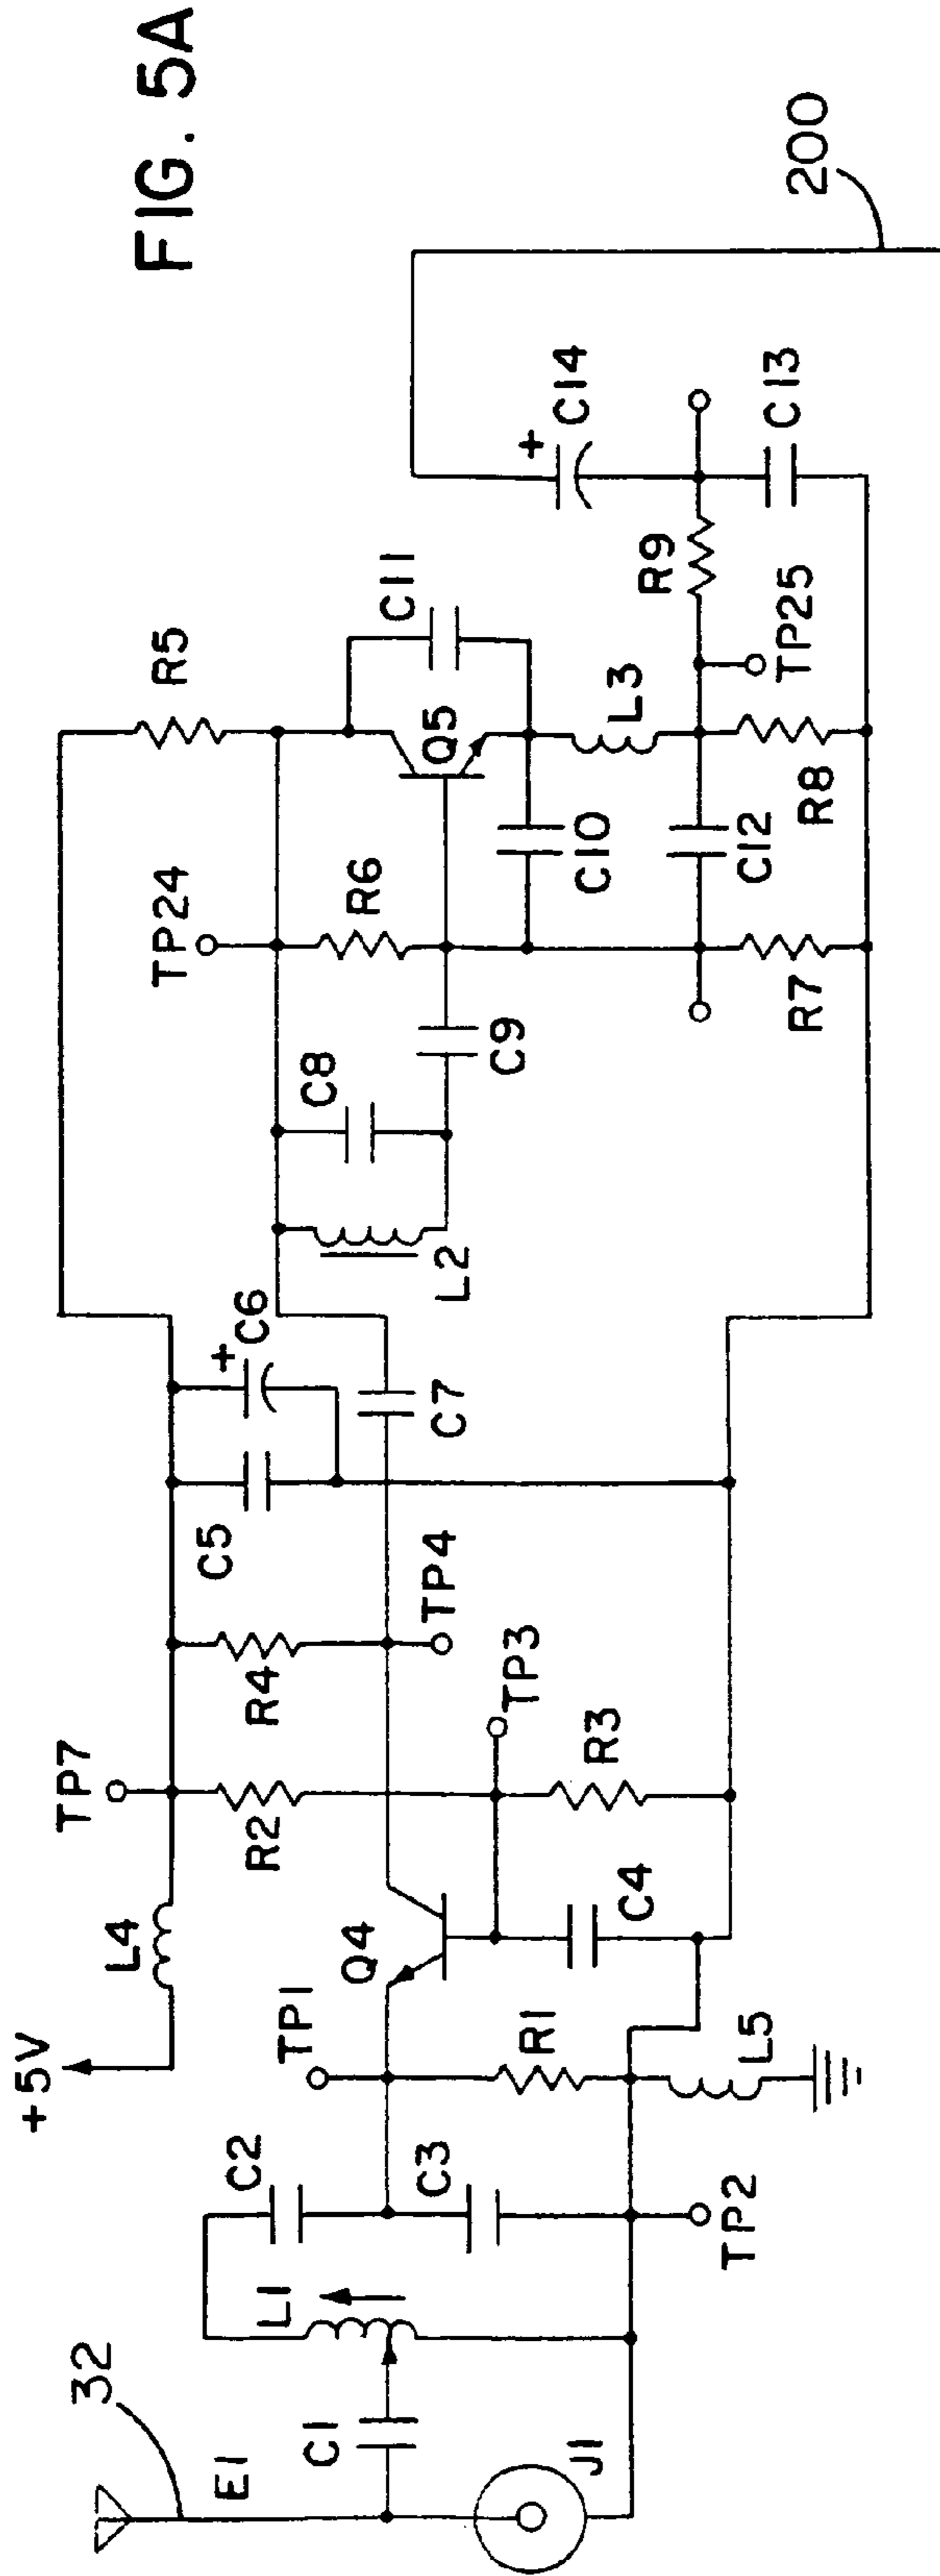 FIG. 5A
32
E1
C1
J1
L1
C2
C3
TP2
+5V
L4
TP1
Q4
R1
L5
C4
TP7
R2
R4
TP3
R3
TP4
C5
C6
+
C7
L2
C8
C9
TP24
R6
R5
Q5
C11
C10
L3
C12
R7
R8
R9
TP25
C14
+
C13
200